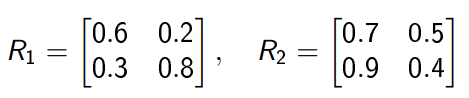 R₁ = [0.6 0.2; 0.3 0.8], R₂ = [0.7 0.5; 0.9 0.4]